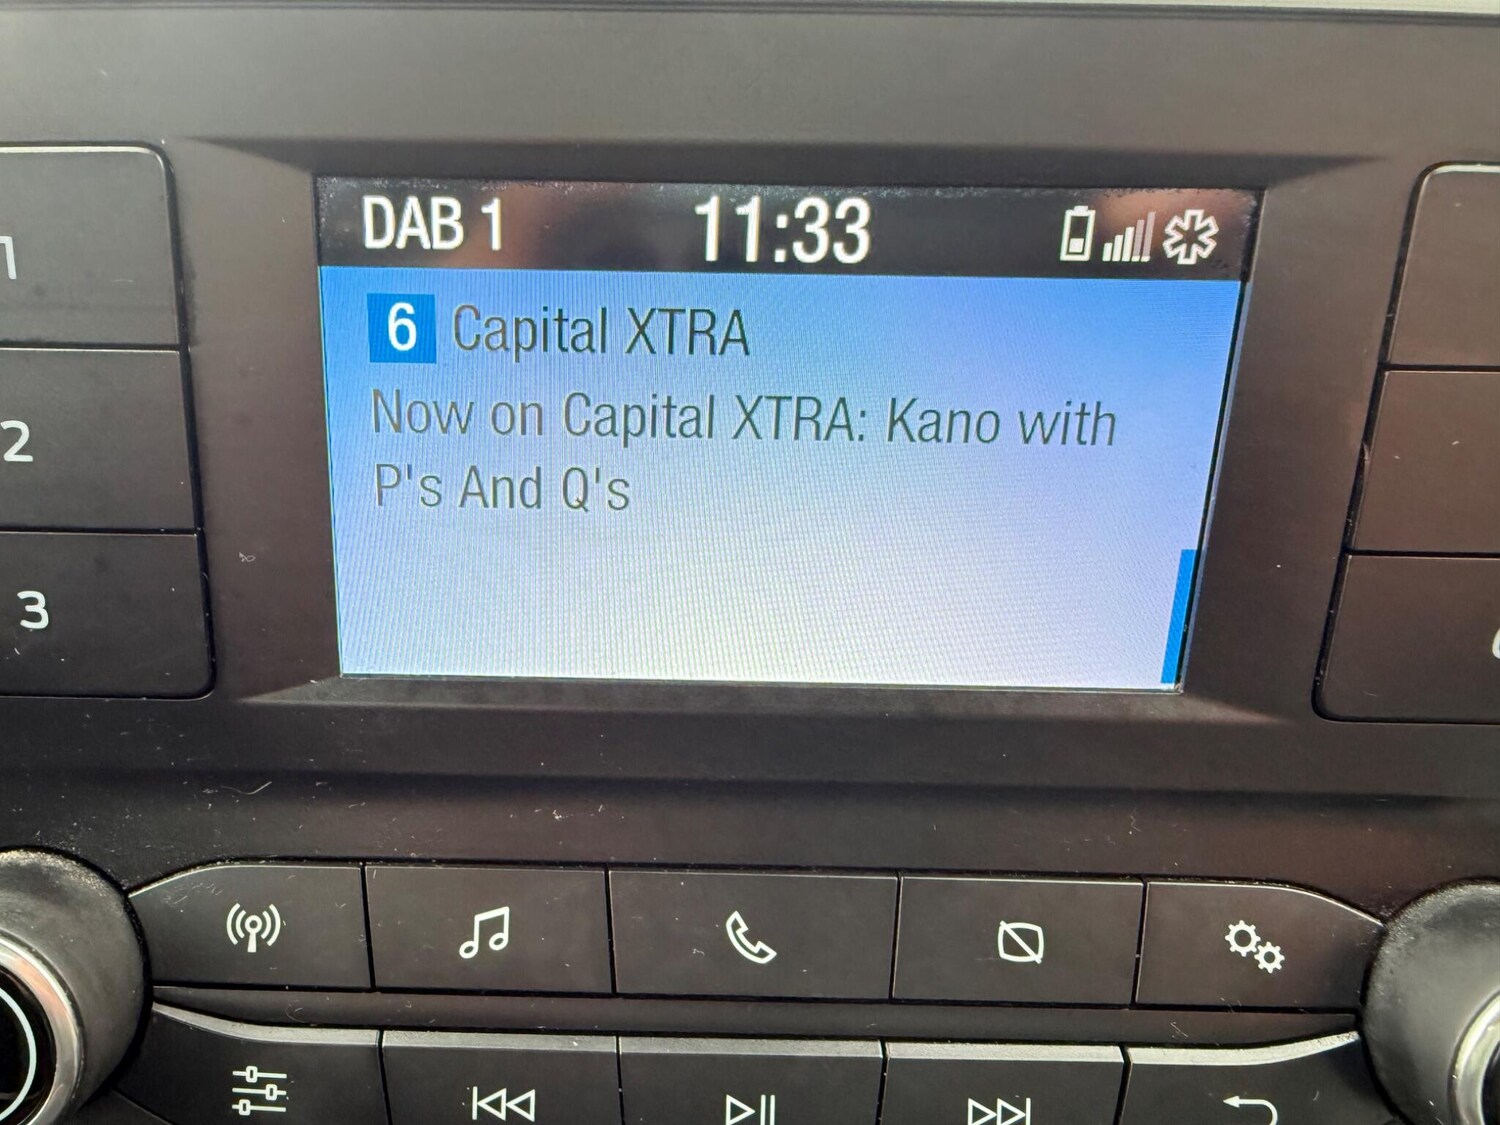 DAB 1 11:33
6 Capital XTRA
Now on Capital XTRA: Kano with
P's And Q's
1
2
3